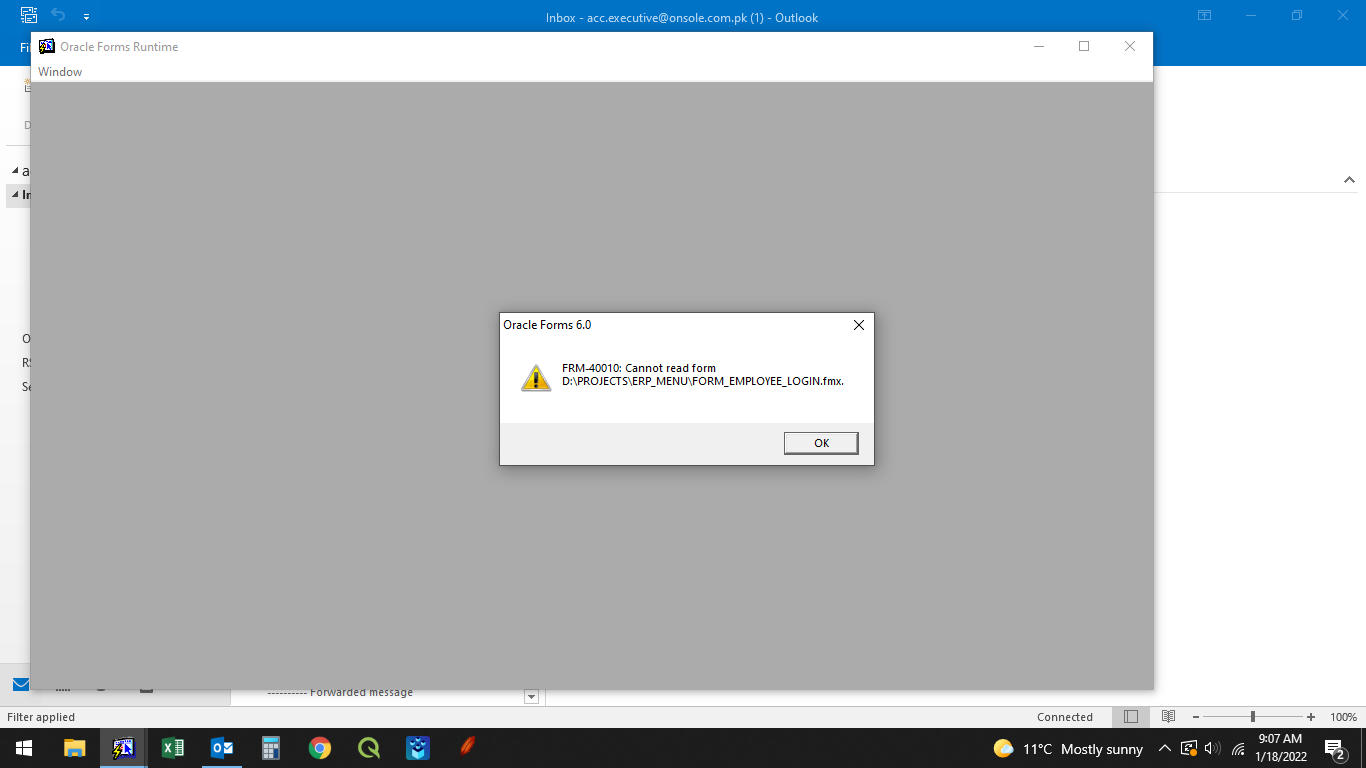 Inbox - acc.executive@onsole.com.pk (1) - Outlook
Oracle Forms Runtime
Window
Oracle Forms 6.0
FRM-40010: Cannot read form
D:\PROJECTS\ERP_MENU\FORM_EMPLOYEE_LOGIN.fmx.
OK
---------- Forwarded message
Filter applied
Connected
100%
11°C Mostly sunny
9:07 AM
1/18/2022
2